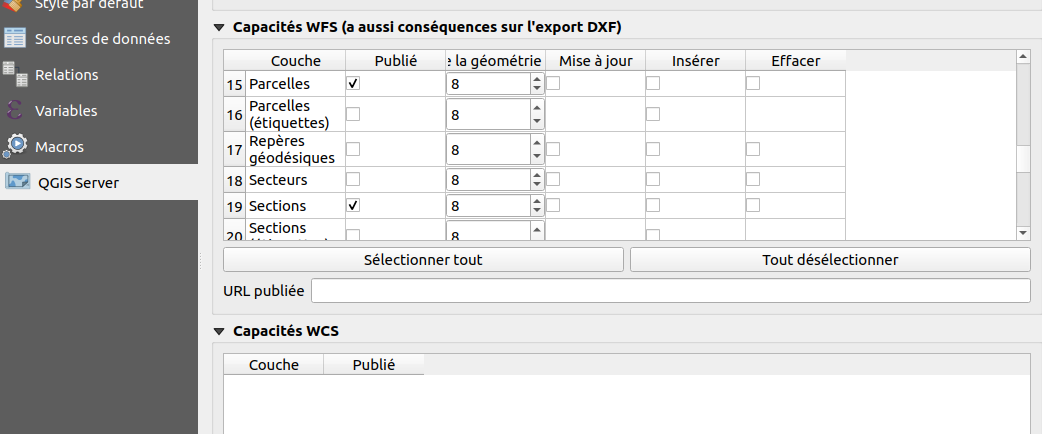 Style par défaut
Sources de données
Relations
Variables
Macros
QGIS Server
Capacités WFS (a aussi conséquences sur l'export DXF)
Couche Publié e la géométrie Mise à jour Insérer Effacer
15 Parcelles 8
16 Parcelles (étiquettes) 8
17 Repères géodésiques 8
18 Secteurs 8
19 Sections 8
20 Sections 8
Sélectionner tout Tout désélectionner
URL publiée
Capacités WCS
Couche Publié